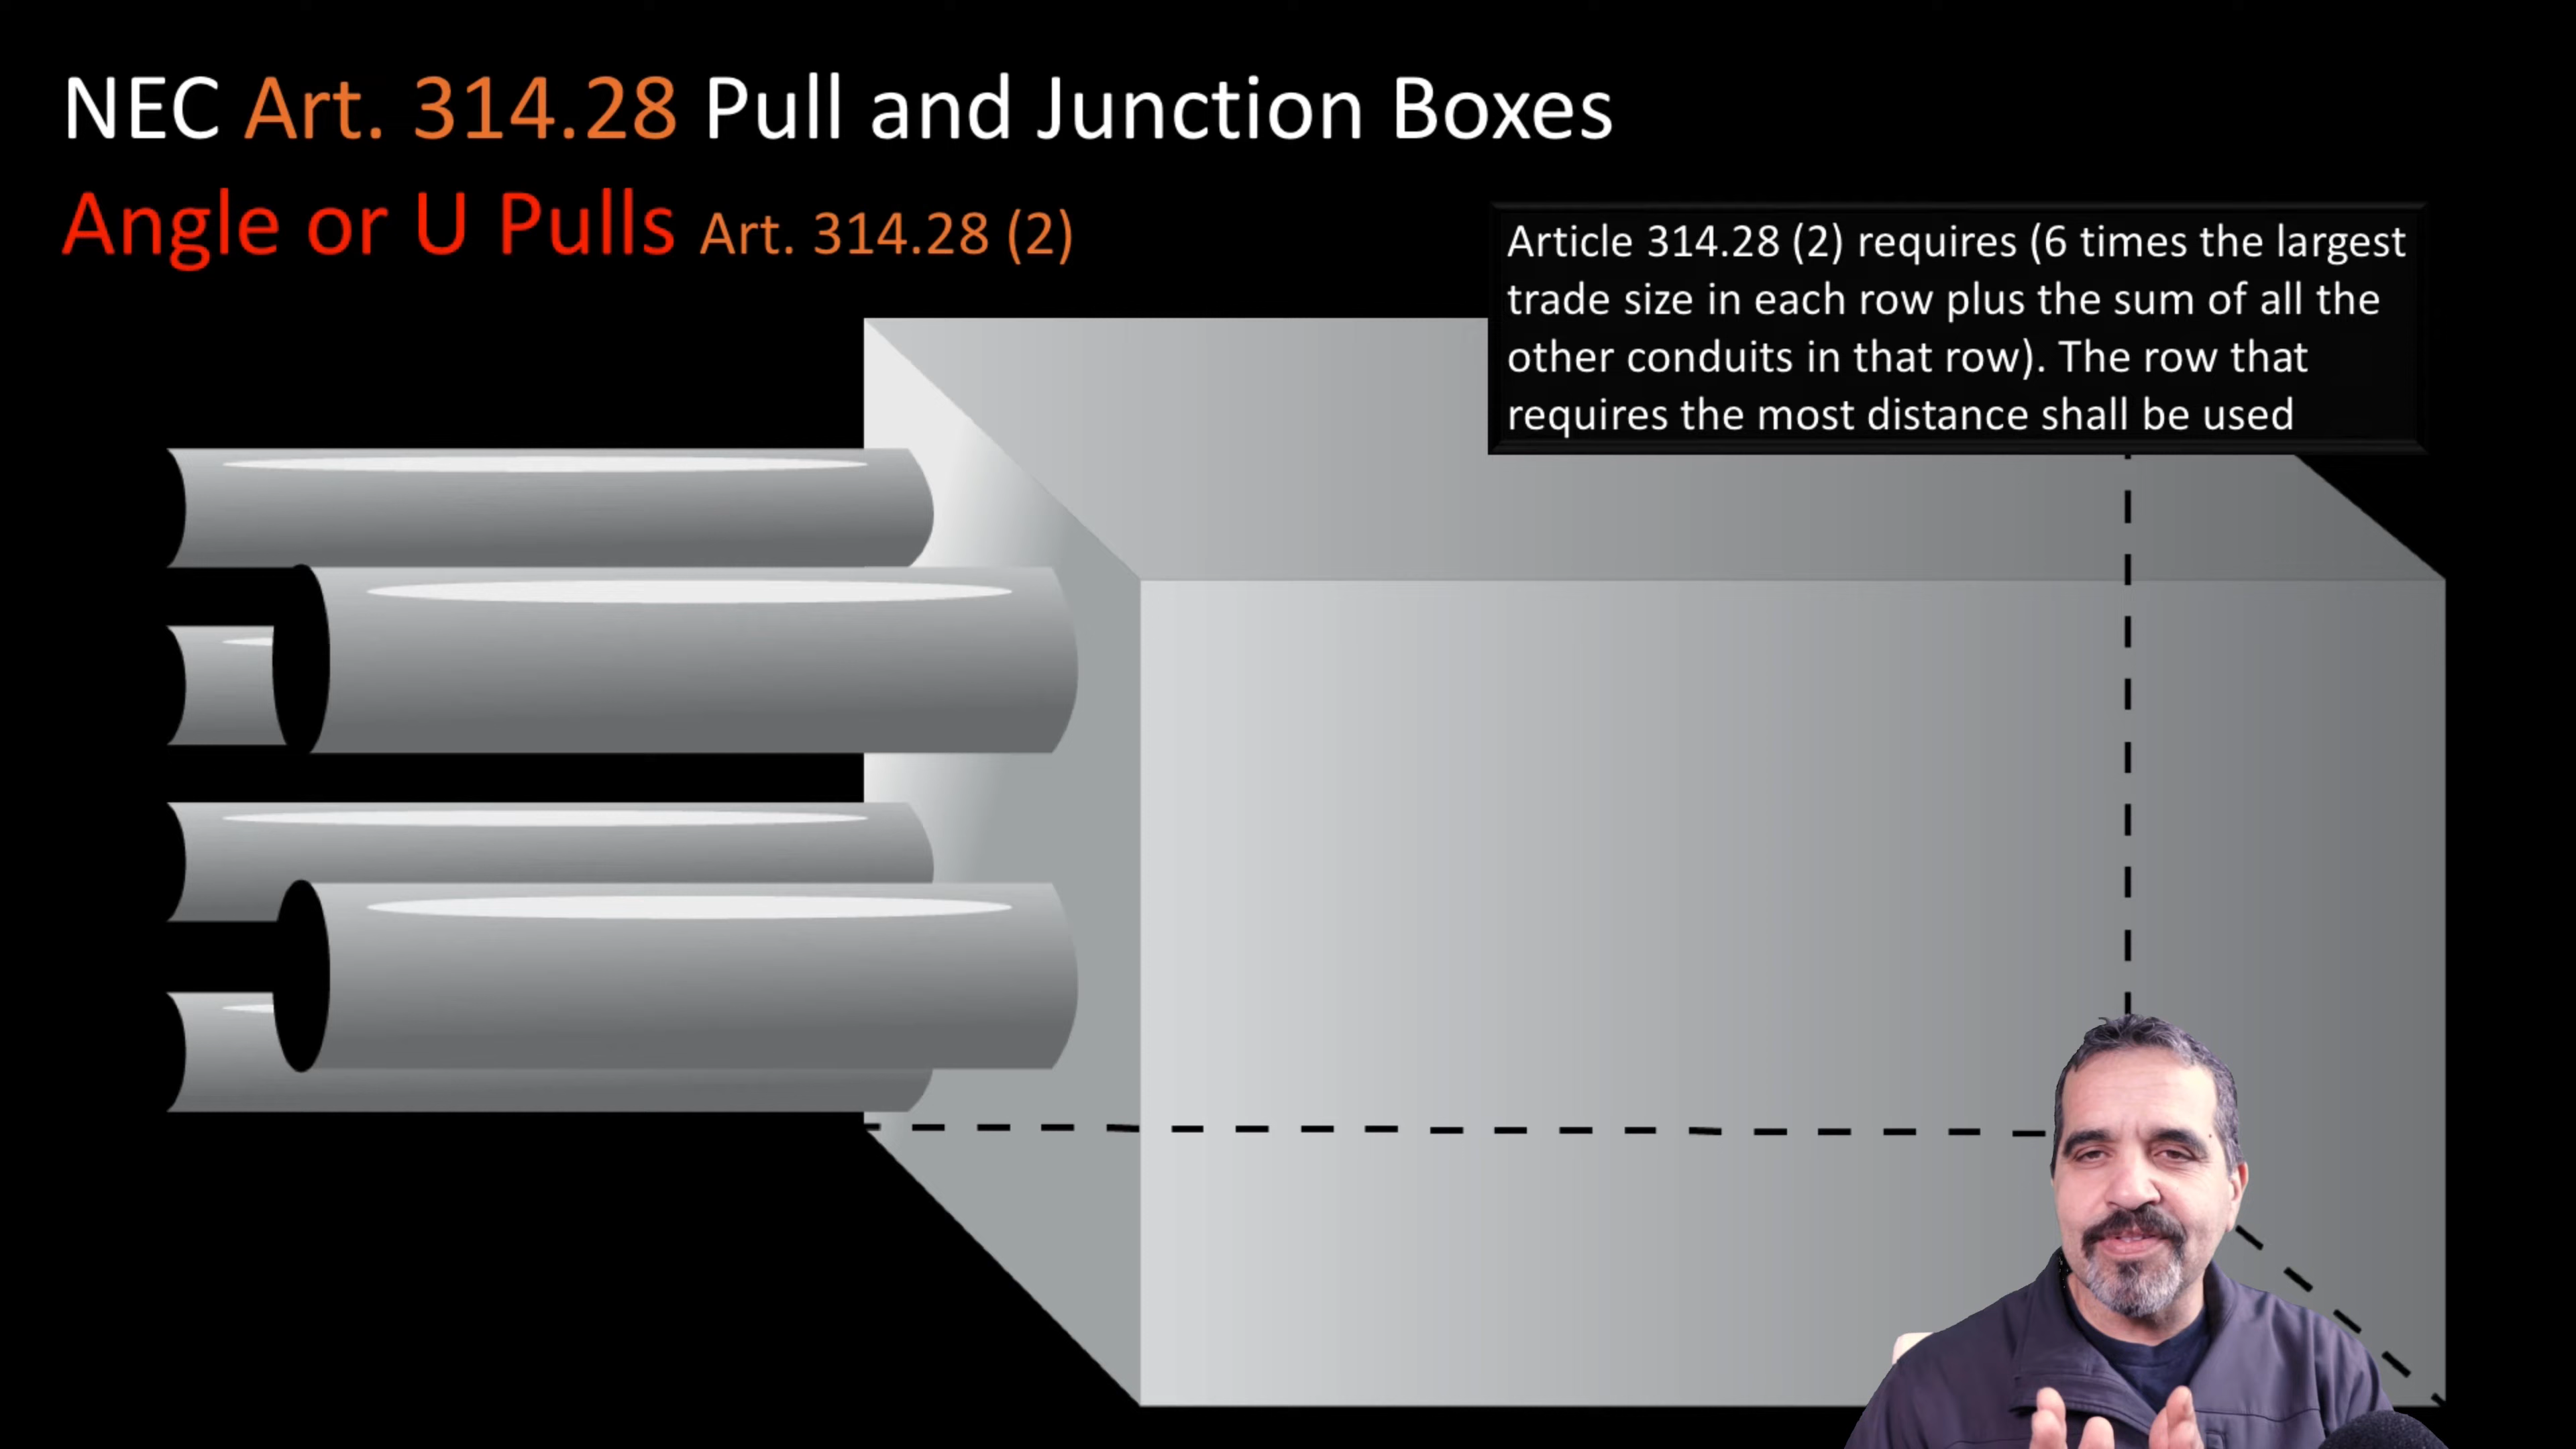 NEC Art. 314.28 Pull and Junction Boxes
Angle or U Pulls Art. 314.28 (2)
Article 314.28 (2) requires (6 times the largest
trade size in each row plus the sum of all the
other conduits in that row). The row that
requires the most distance shall be used